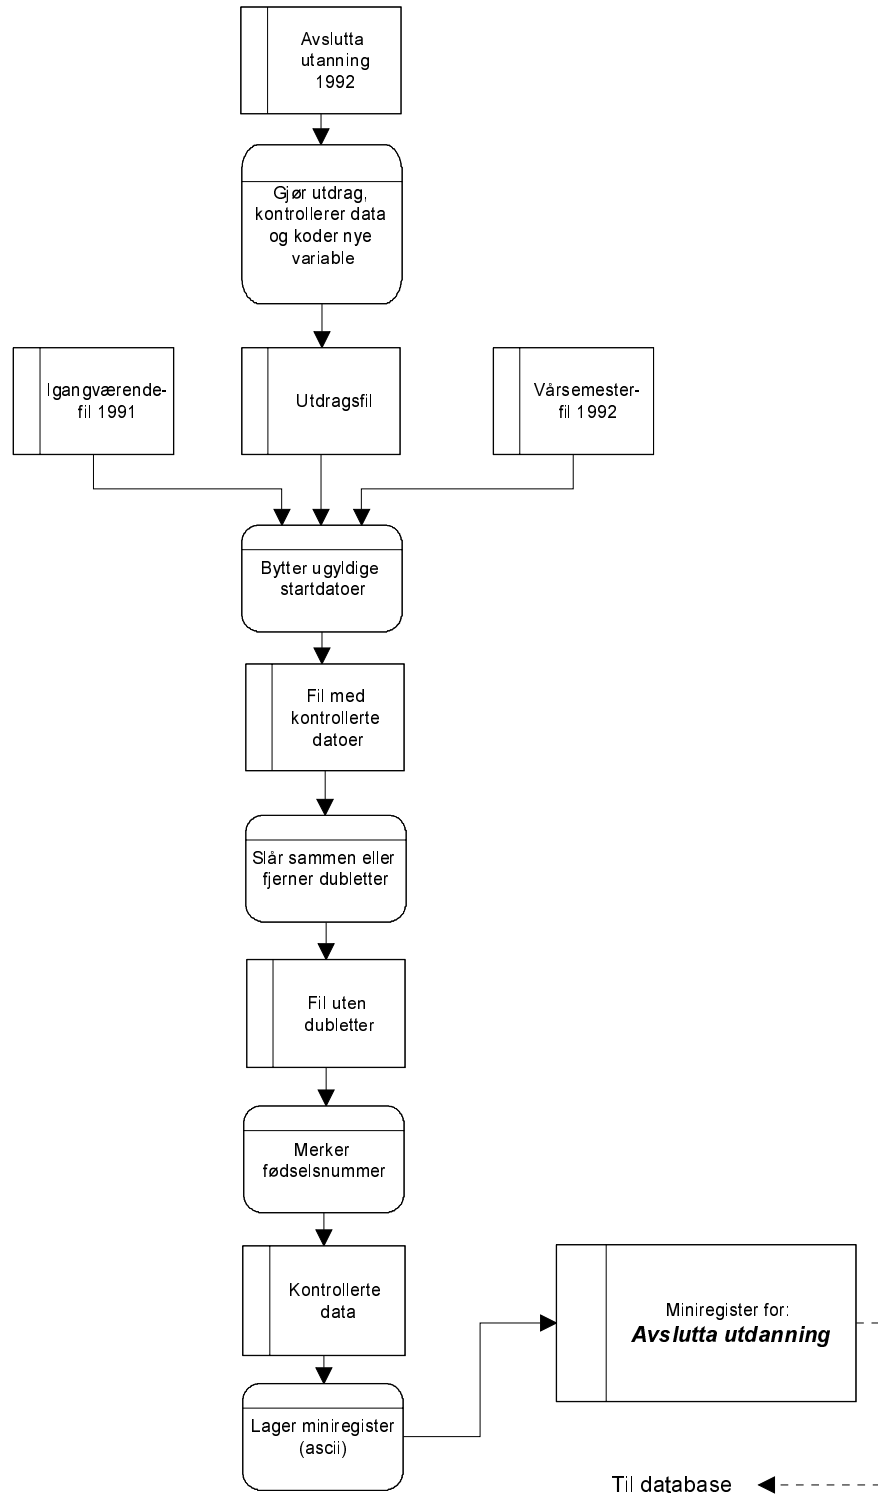 Avslutta
utanning
1992
Gjør utdrag,
kontrollerer data
og koder nye
variable
Igangværende-
fil 1991
Utdragsfil
Vårsemester-
fil 1992
Bytter ugyldige
startdatoer
Fil med
kontrollerte
datoer
Slår sammen eller
fjerner dubletter
Fil uten
dubletter
Merker
fødselsnummer
Kontrollerte
data
Miniregister for:
Avslutta utdanning
Lager miniregister
(ascii)
Til database